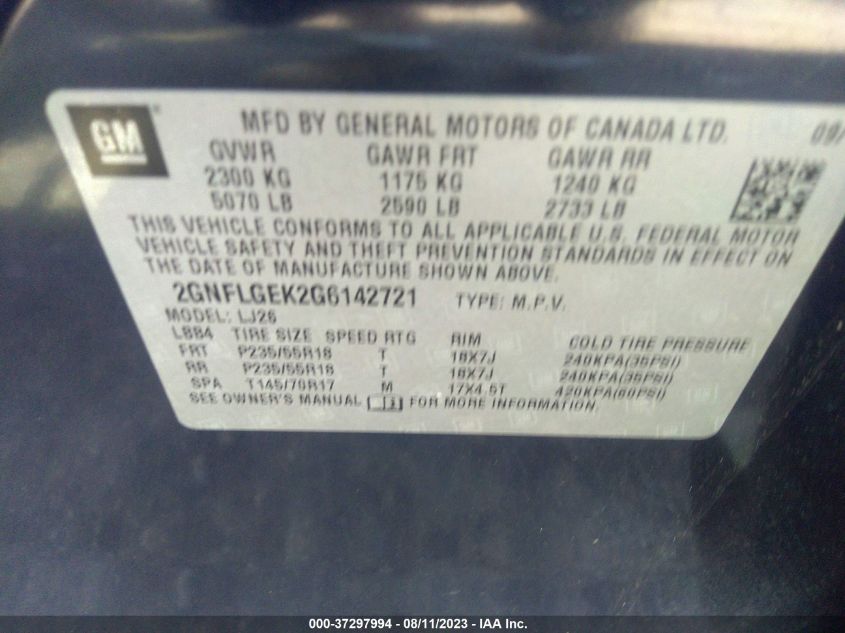 GM
MFD BY GENERAL MOTORS OF CANADA LTD. 09/
GVWR GAWR FRT GAWR RR
2300 KG 1175 KG 1240 KG
5070 LB 2590 LB 2733 LB
THIS VEHICLE CONFORMS TO ALL APPLICABLE U.S. FEDERAL MOTOR
VEHICLE SAFETY AND THEFT PREVENTION STANDARDS IN EFFECT ON
THE DATE OF MANUFACTURE SHOWN ABOVE.
2GNFLGEK2G6142721 TYPE: M.P.V.
MODEL: LJ26
L884 TIRE SIZE SPEED RTG RIM COLD TIRE PRESSURE
FRT P235/55R18 T 18X7J 240KPA(35PSI)
RR P235/55R18 T 18X7J 240KPA(35PSI)
SPA T145/70R17 M 17X4.5T 420KPA(60PSI)
SEE OWNER'S MANUAL FOR MORE INFORMATION.
000-37297994 - 08/11/2023 - IAA Inc.